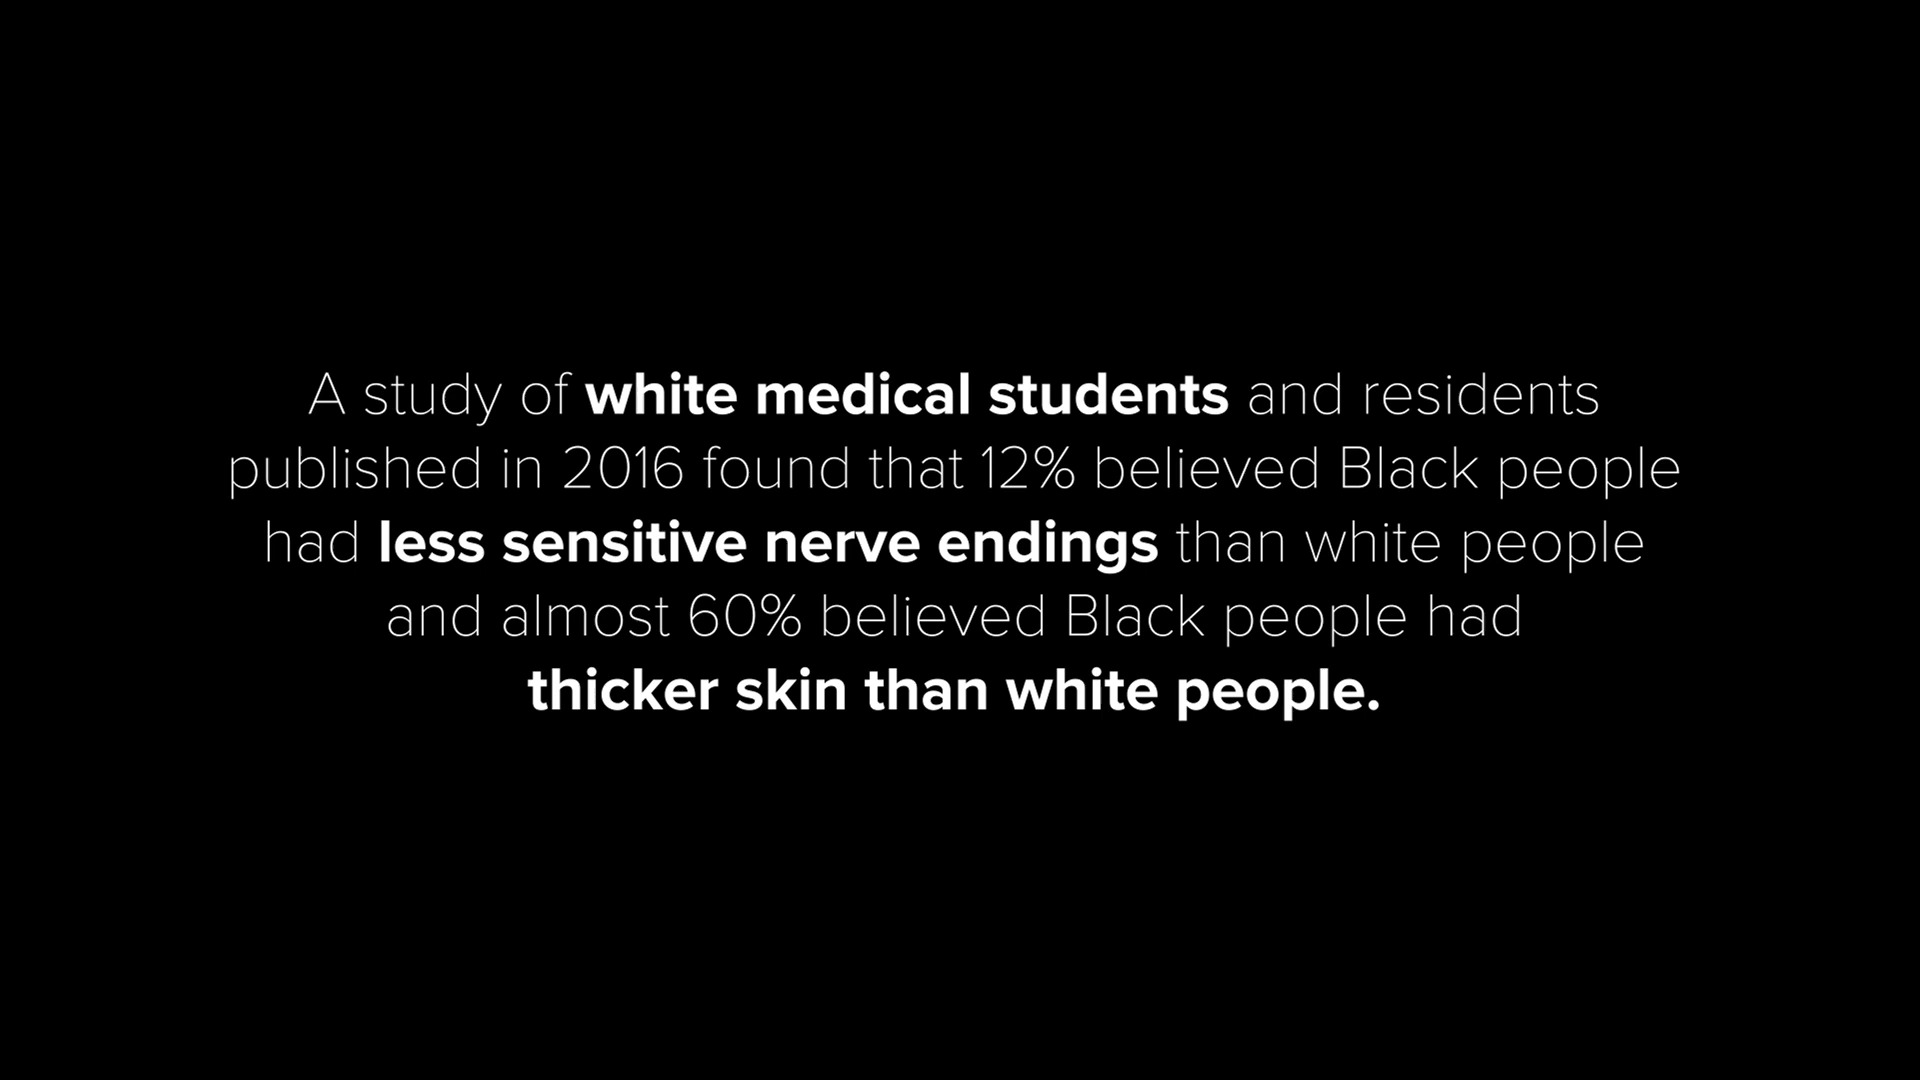 A study of white medical students and residents
published in 2016 found that 12% believed Black people
had less sensitive nerve endings than white people
and almost 60% believed Black people had
thicker skin than white people.